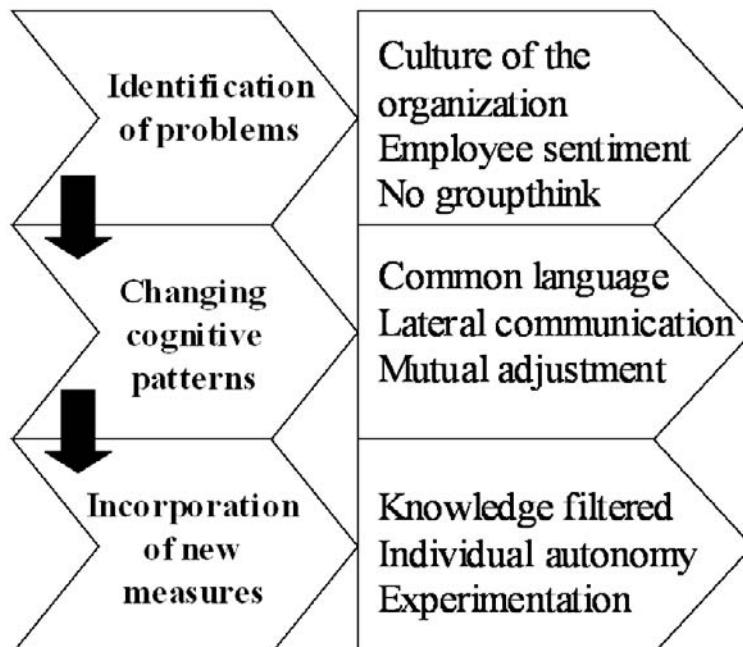 Identification
of problems
Culture of the
organization
Employee sentiment
No groupthink
Changing
cognitive
patterns
Common language
Lateral communication
Mutual adjustment
Incorporation
of new
measures
Knowledge filtered
Individual autonomy
Experimentation